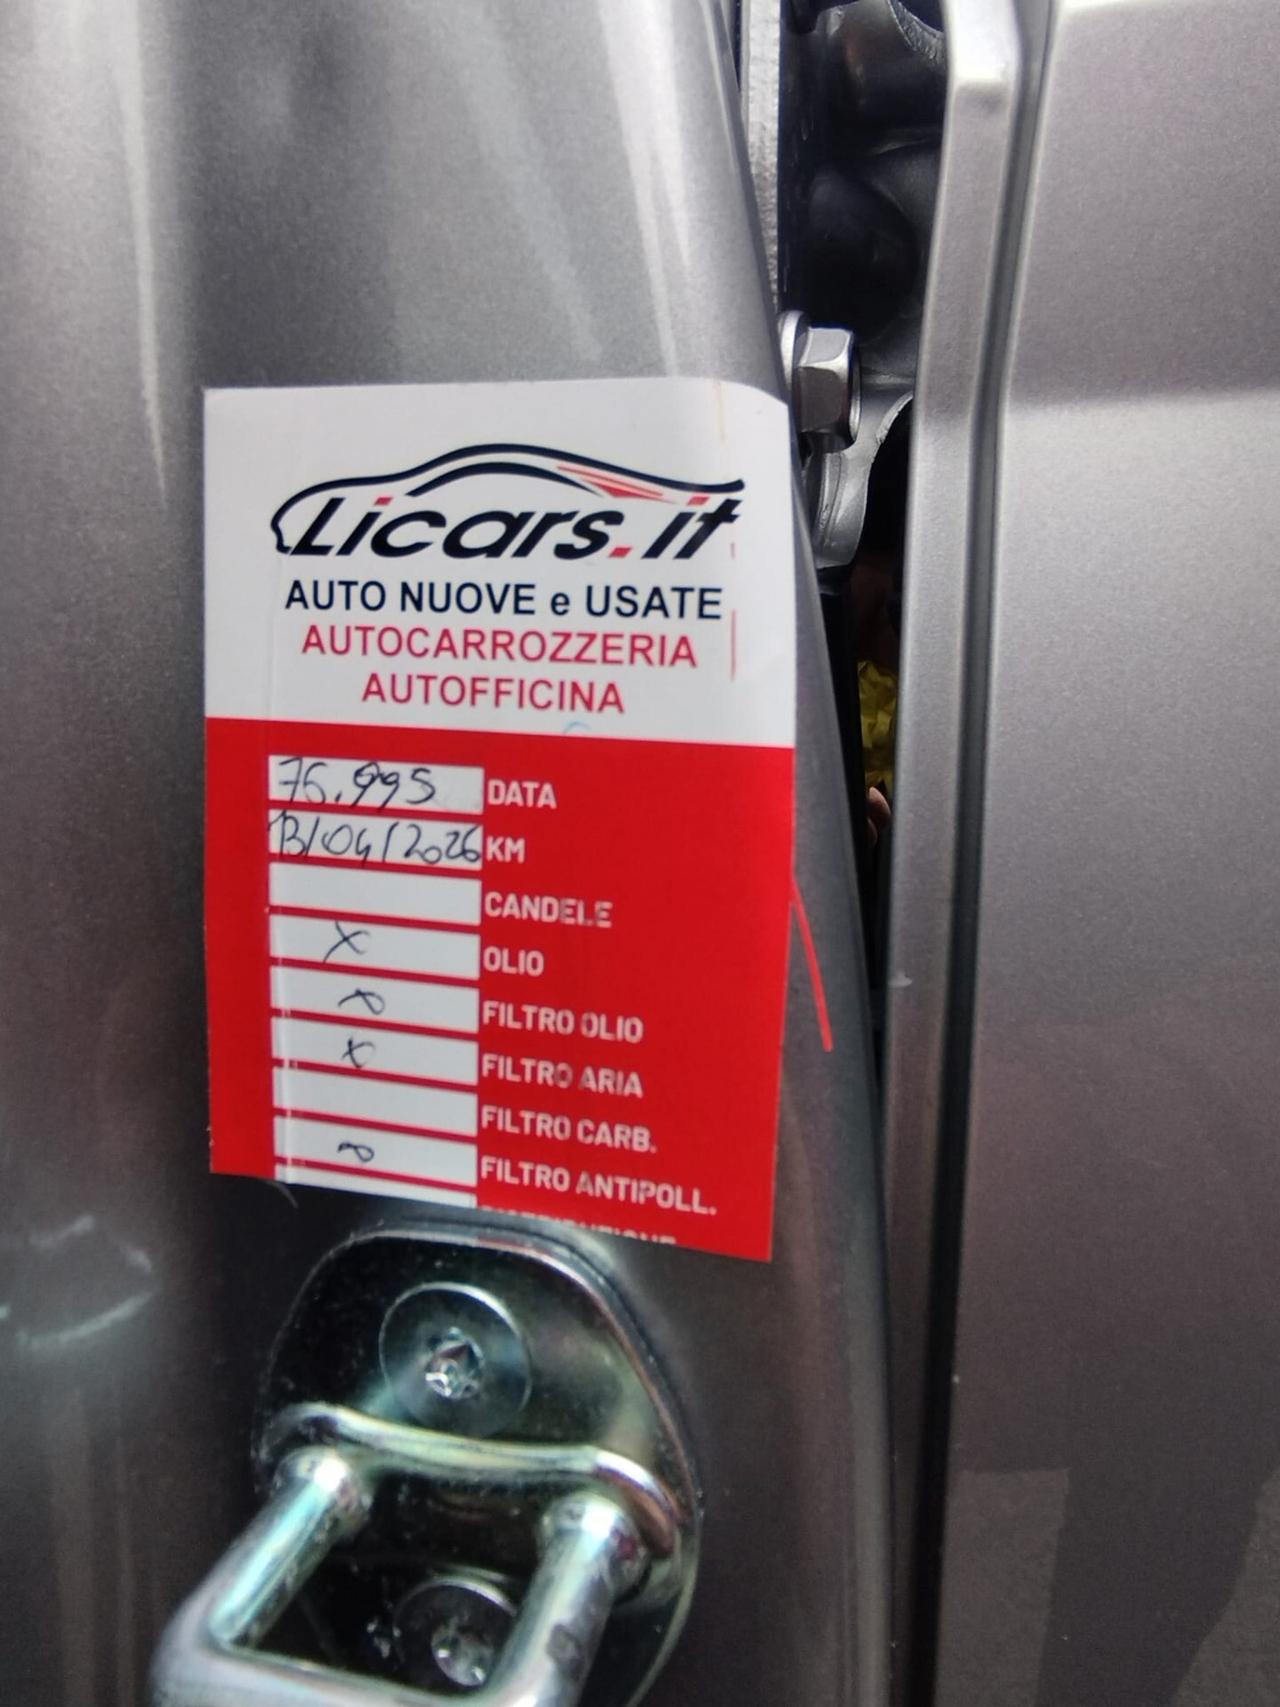 Licars.it
AUTO NUOVE e USATE
AUTOCARROZZERIA
AUTOFFICINA
76.995 DATA
13/04/2026 KM
CANDELE
X OLIO
X FILTRO OLIO
X FILTRO ARIA
FILTRO CARB.
X FILTRO ANTIPOLL.